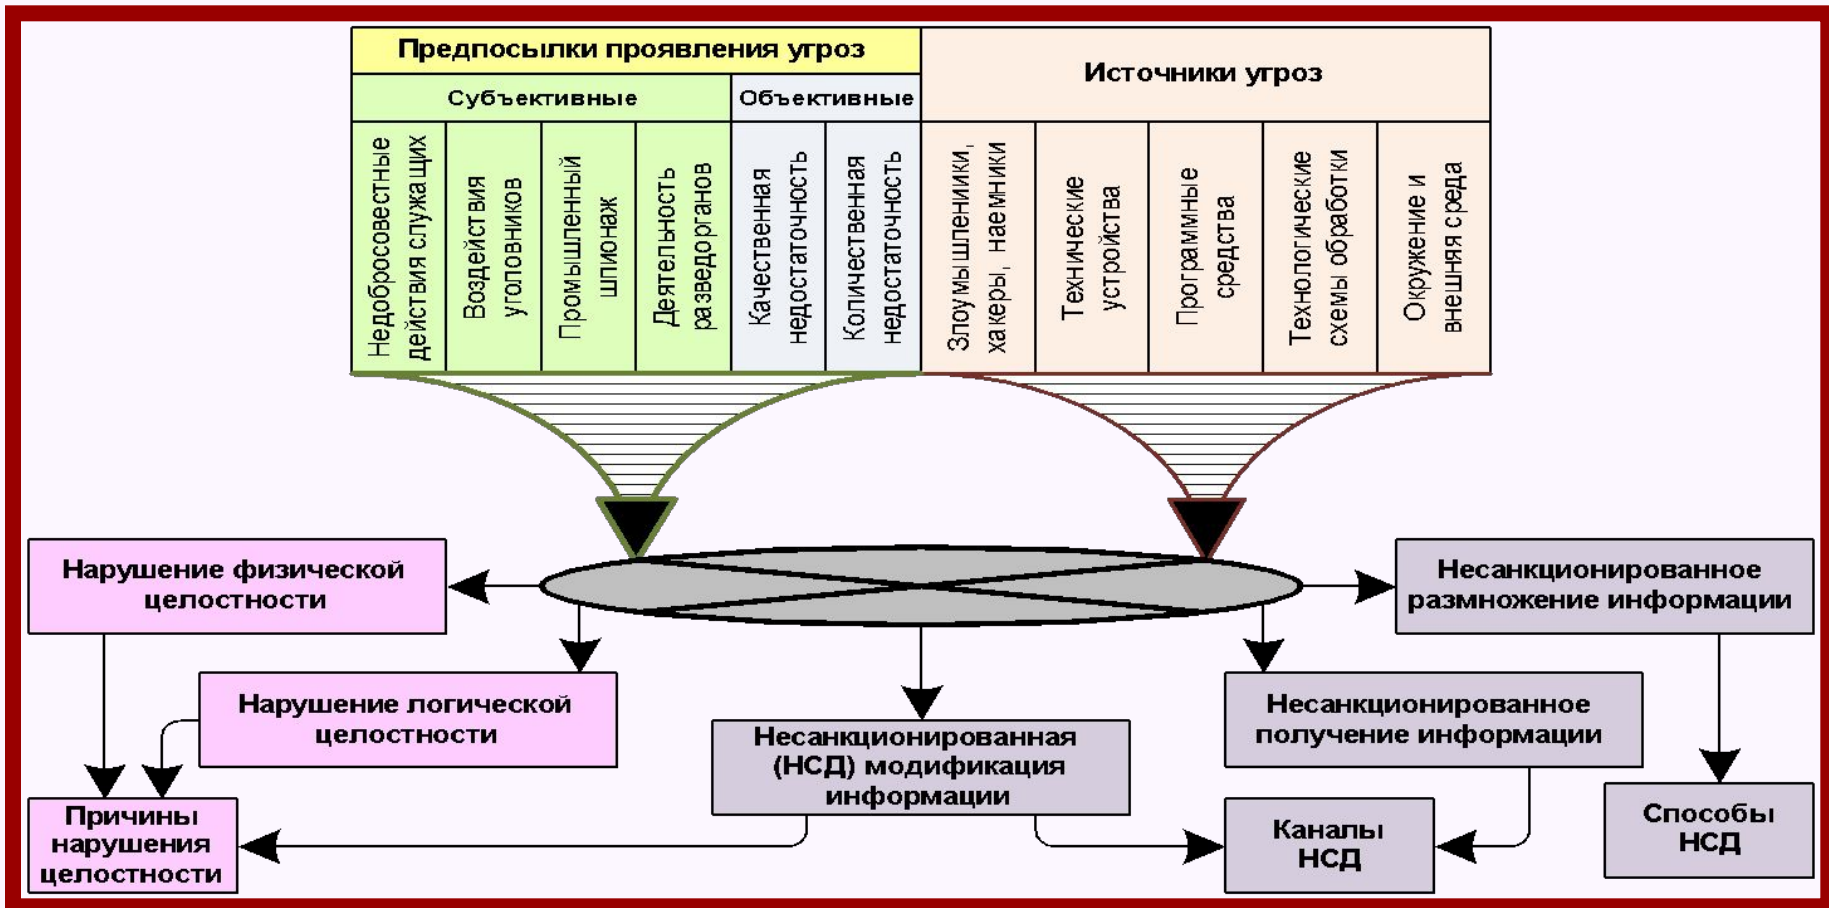 Предпосылки проявления угроз
Источники угроз
Субъективные
Объективные
Недобросовестные
действия служащих
Воздействия
уголовников
Промышленный
шпионаж
Деятельность
разведорганов
Качественная
недостаточность
Количественная
недостаточность
Злоумышлениики,
хакеры, наемники
Технические
устройства
Программные
средства
Технологические
схемы обработки
Окружение и
внешняя среда
Нарушение физической
целостности
Несанкционированное
размножение информации
Нарушение логической
целостности
Несанкционированная
(НСД) модификация
информации
Несанкционированное
получение информации
Причины
нарушения
целостности
Каналы
НСД
Способы
НСД